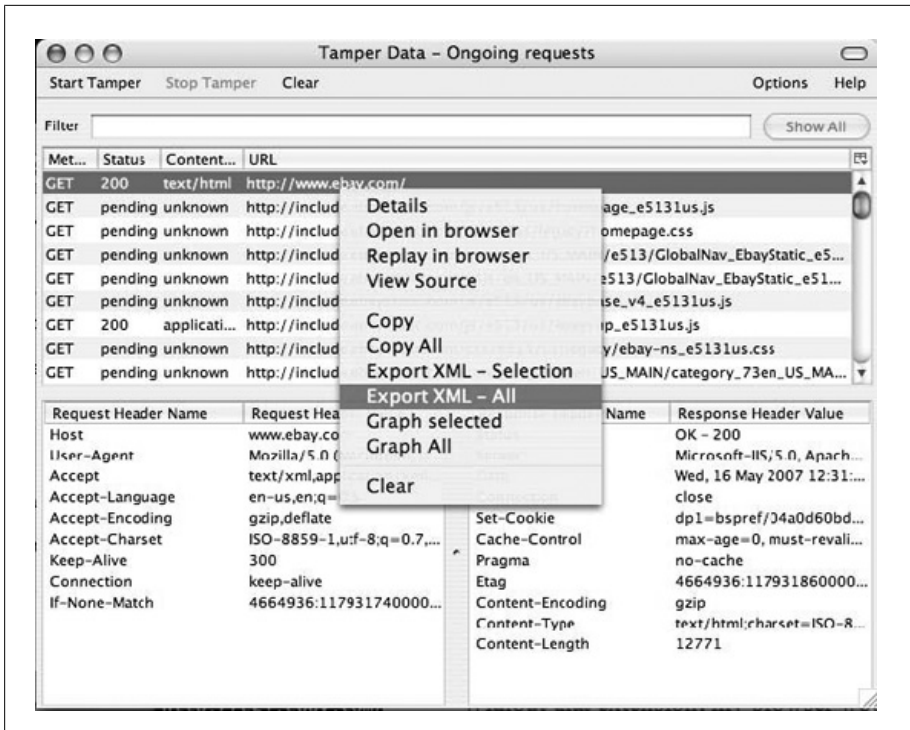 Tamper Data – Ongoing requests
Start Tamper Stop Tamper Clear Options Help
Filter Show All
Met... Status Content... URL
GET 200 text/html http://www.ebay.com/
GET pending unknown http://includ age_e5131us.js
GET pending unknown http://includ omepage.css
GET pending unknown http://includ /e513/GlobalNav_EbayStatic_e5...
GET pending unknown http://includ e513/GlobalNav_EbayStatic_e51...
GET pending unknown http://includ ase_v4_e5131us.js
GET 200 applicati... http://includ up_e5131us.js
GET pending unknown http://includ y/ebay-ns_e5131us.css
GET pending unknown http://includ US_MAIN/category_73en_US_MA...
Details
Open in browser
Replay in browser
View Source
Copy
Copy All
Export XML – Selection
Export XML – All
Graph selected
Graph All
Clear
Request Header Name Request Hea
Host www.ebay.co
User-Agent Mozilla/5.0 (
Accept text/xml,app
Accept-Language en-us,en;q=
Accept-Encoding gzip,deflate
Accept-Charset ISO-8859-1,utf-8;q=0.7,...
Keep-Alive 300
Connection keep-alive
If-None-Match 4664936:117931740000...
Name Response Header Value
OK – 200
Microsoft-IIS/5.0, Apach...
Wed, 16 May 2007 12:31:...
Connection close
Set-Cookie dp1=bspref/04a0d60bd...
Cache-Control max-age=0, must-revali...
Pragma no-cache
Etag 4664936:117931860000...
Content-Encoding gzip
Content-Type text/html;charset=ISO-8...
Content-Length 12771